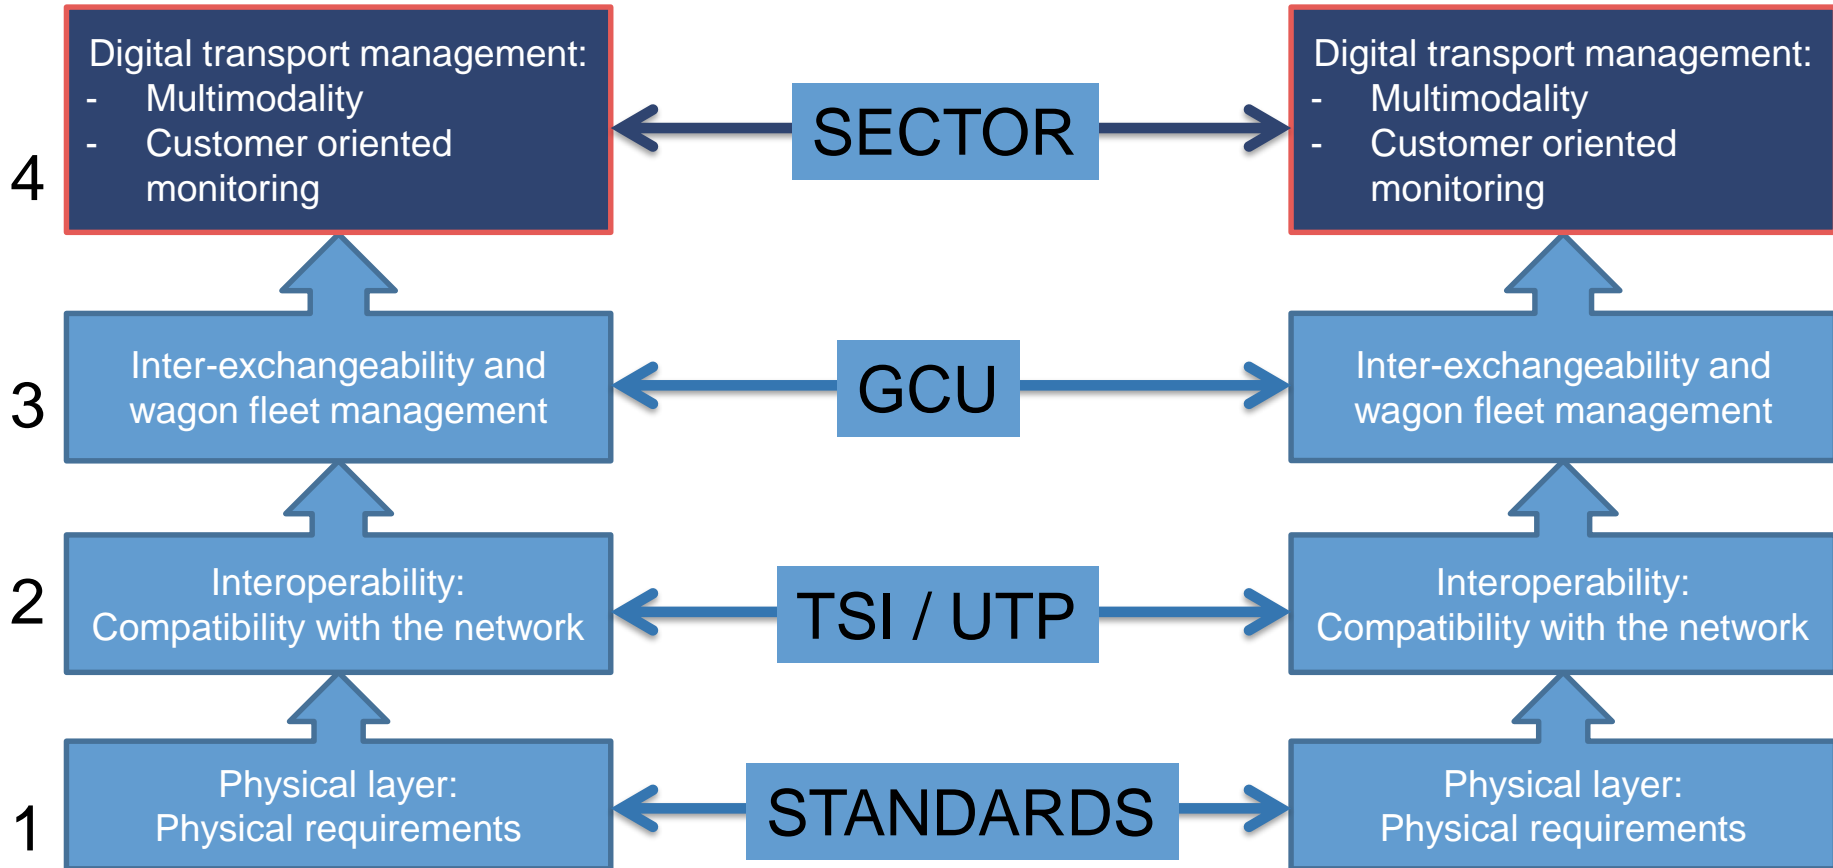 4
Digital transport management:
- Multimodality
- Customer oriented
monitoring
SECTOR
Digital transport management:
- Multimodality
- Customer oriented
monitoring
3
Inter-exchangeability and
wagon fleet management
GCU
Inter-exchangeability and
wagon fleet management
2
Interoperability:
Compatibility with the network
TSI / UTP
Interoperability:
Compatibility with the network
1
Physical layer:
Physical requirements
STANDARDS
Physical layer:
Physical requirements